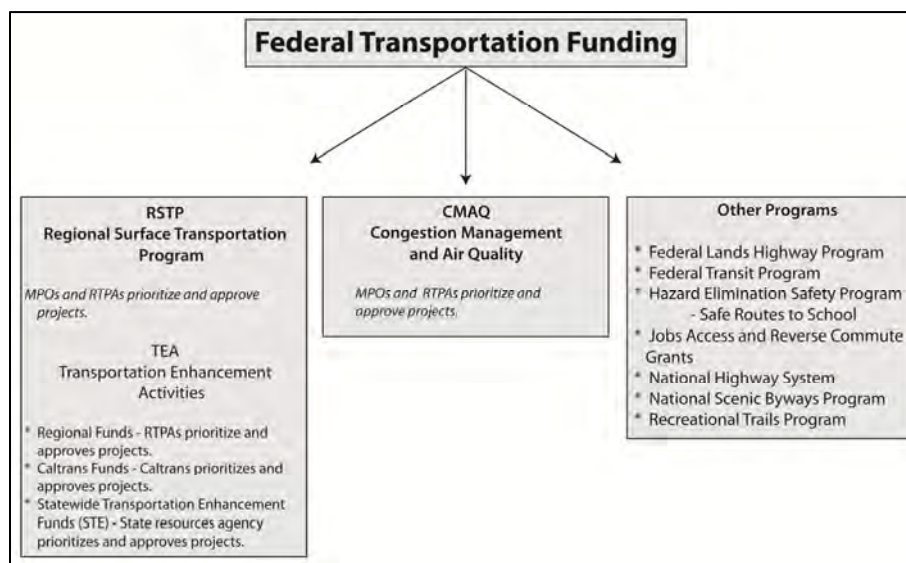 Federal Transportation Funding
RSTP
Regional Surface Transportation
Program
MPOs and RTPAs prioritize and approve
projects.
TEA
Transportation Enhancement
Activities
* Regional Funds - RTPAs prioritize and
approves projects.
* Caltrans Funds - Caltrans prioritizes and
approves projects.
* Statewide Transportation Enhancement
Funds (STE) - State resources agency
prioritizes and approves projects.
CMAQ
Congestion Management
and Air Quality
MPOs and RTPAs prioritize and
approve projects.
Other Programs
* Federal Lands Highway Program
* Federal Transit Program
* Hazard Elimination Safety Program
- Safe Routes to School
* Jobs Access and Reverse Commute
Grants
* National Highway System
* National Scenic Byways Program
* Recreational Trails Program